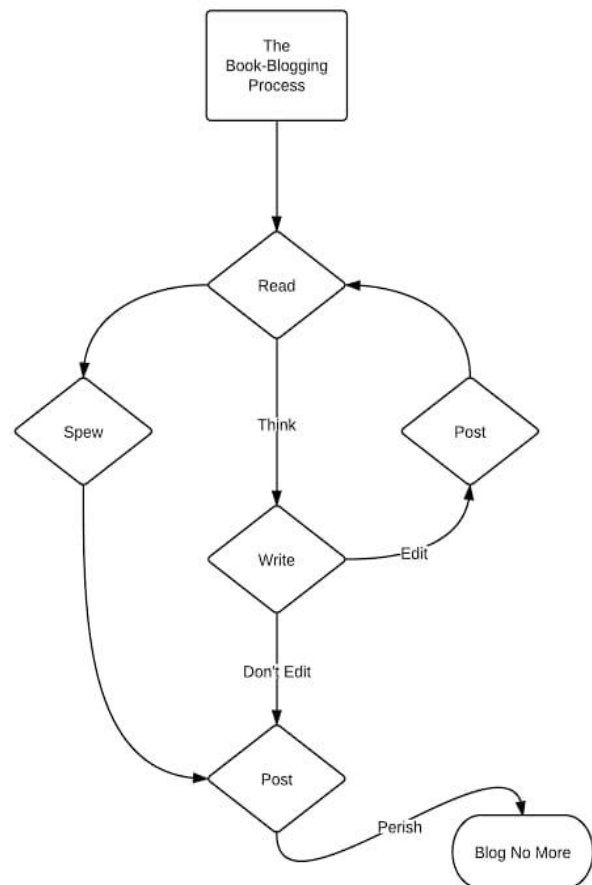 The
Book-Blogging
Process
Read
Spew
Think
Post
Write
Edit
Don't Edit
Post
Perish
Blog No More